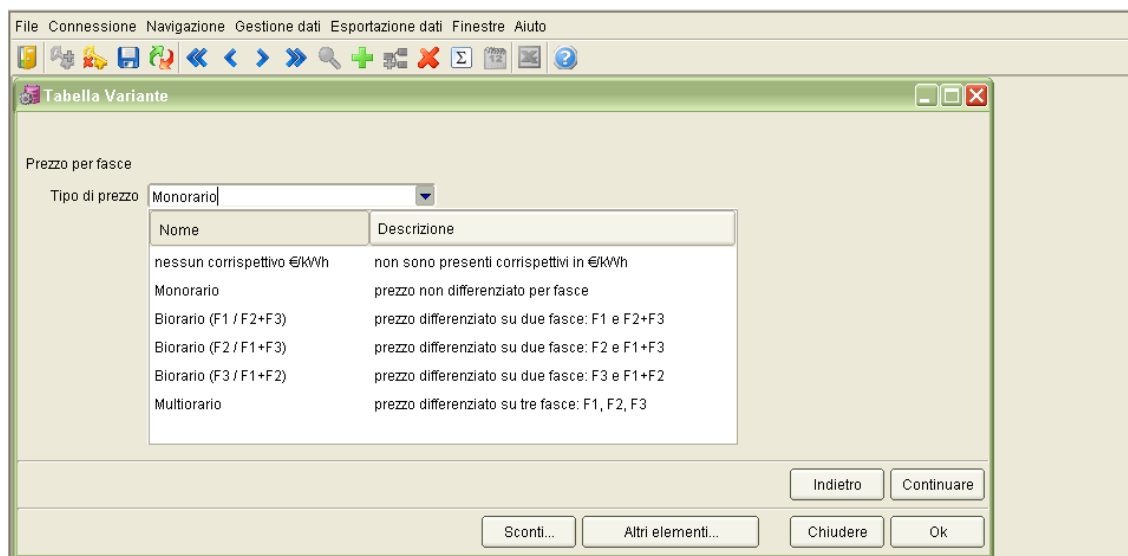 File Connessione Navigazione Gestione dati Esportazione dati Finestre Aiuto
Σ 12
Tabella Variante
Prezzo per fasce
Tipo di prezzo Monorario
Nome Descrizione
nessun corrispettivo €/kWh non sono presenti corrispettivi in €/kWh
Monorario prezzo non differenziato per fasce
Biorario (F1 / F2+F3) prezzo differenziato su due fasce: F1 e F2+F3
Biorario (F2 / F1+F3) prezzo differenziato su due fasce: F2 e F1+F3
Biorario (F3 / F1+F2) prezzo differenziato su due fasce: F3 e F1+F2
Multiorario prezzo differenziato su tre fasce: F1, F2, F3
Indietro Continuare
Sconti... Altri elementi... Chiudere Ok